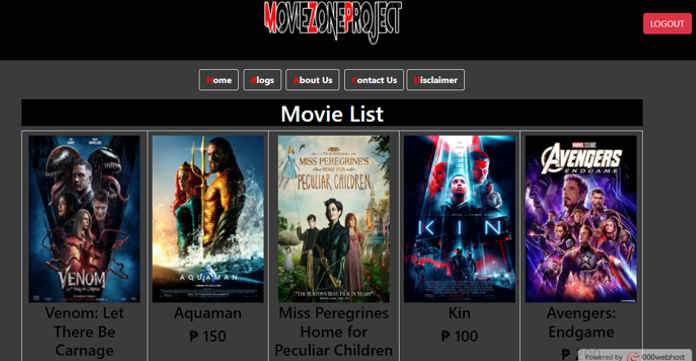 MOVIEZONEPROJECT
LOGOUT
Home
Blogs
About Us
Contact Us
Disclaimer
Movie List
VENOM
AQUAMAN
MISS PEREGRINE'S
HOME FOR
PECULIAR CHILDREN
KIN
MARVEL STUDIOS
AVENGERS
ENDGAME
Venom: Let
There Be
Carnage
Aquaman
₱ 150
Miss Peregrines
Home for
Peculiar Children
Kin
₱ 100
Avengers:
Endgame
₱
Powered by 000webhost